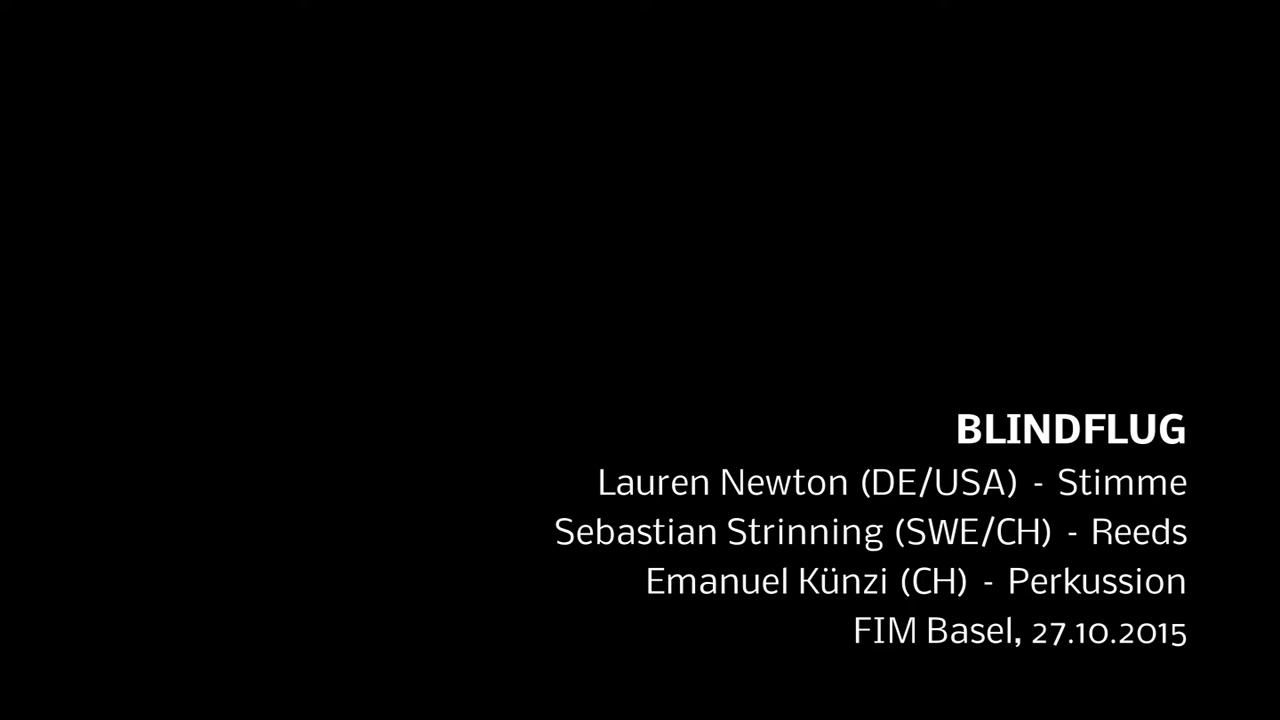 BLINDFLUG
Lauren Newton (DE/USA) - Stimme
Sebastian Strinning (SWE/CH) - Reeds
Emanuel Künzi (CH) - Perkussion
FIM Basel, 27.10.2015